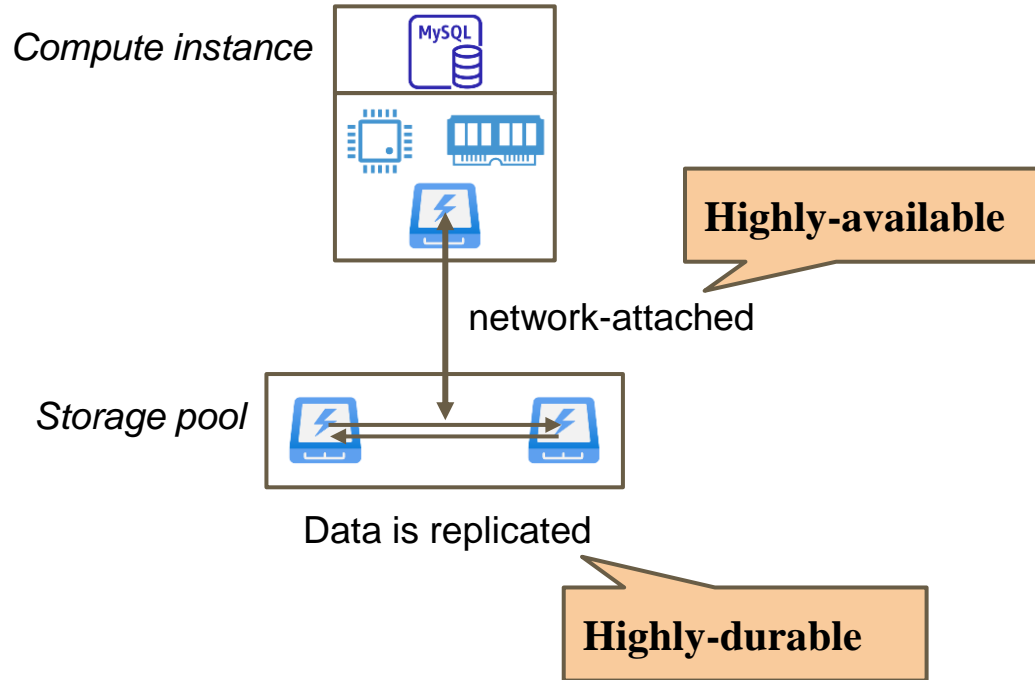 Compute instance
MySQL
Highly-available
network-attached
Storage pool
Data is replicated
Highly-durable